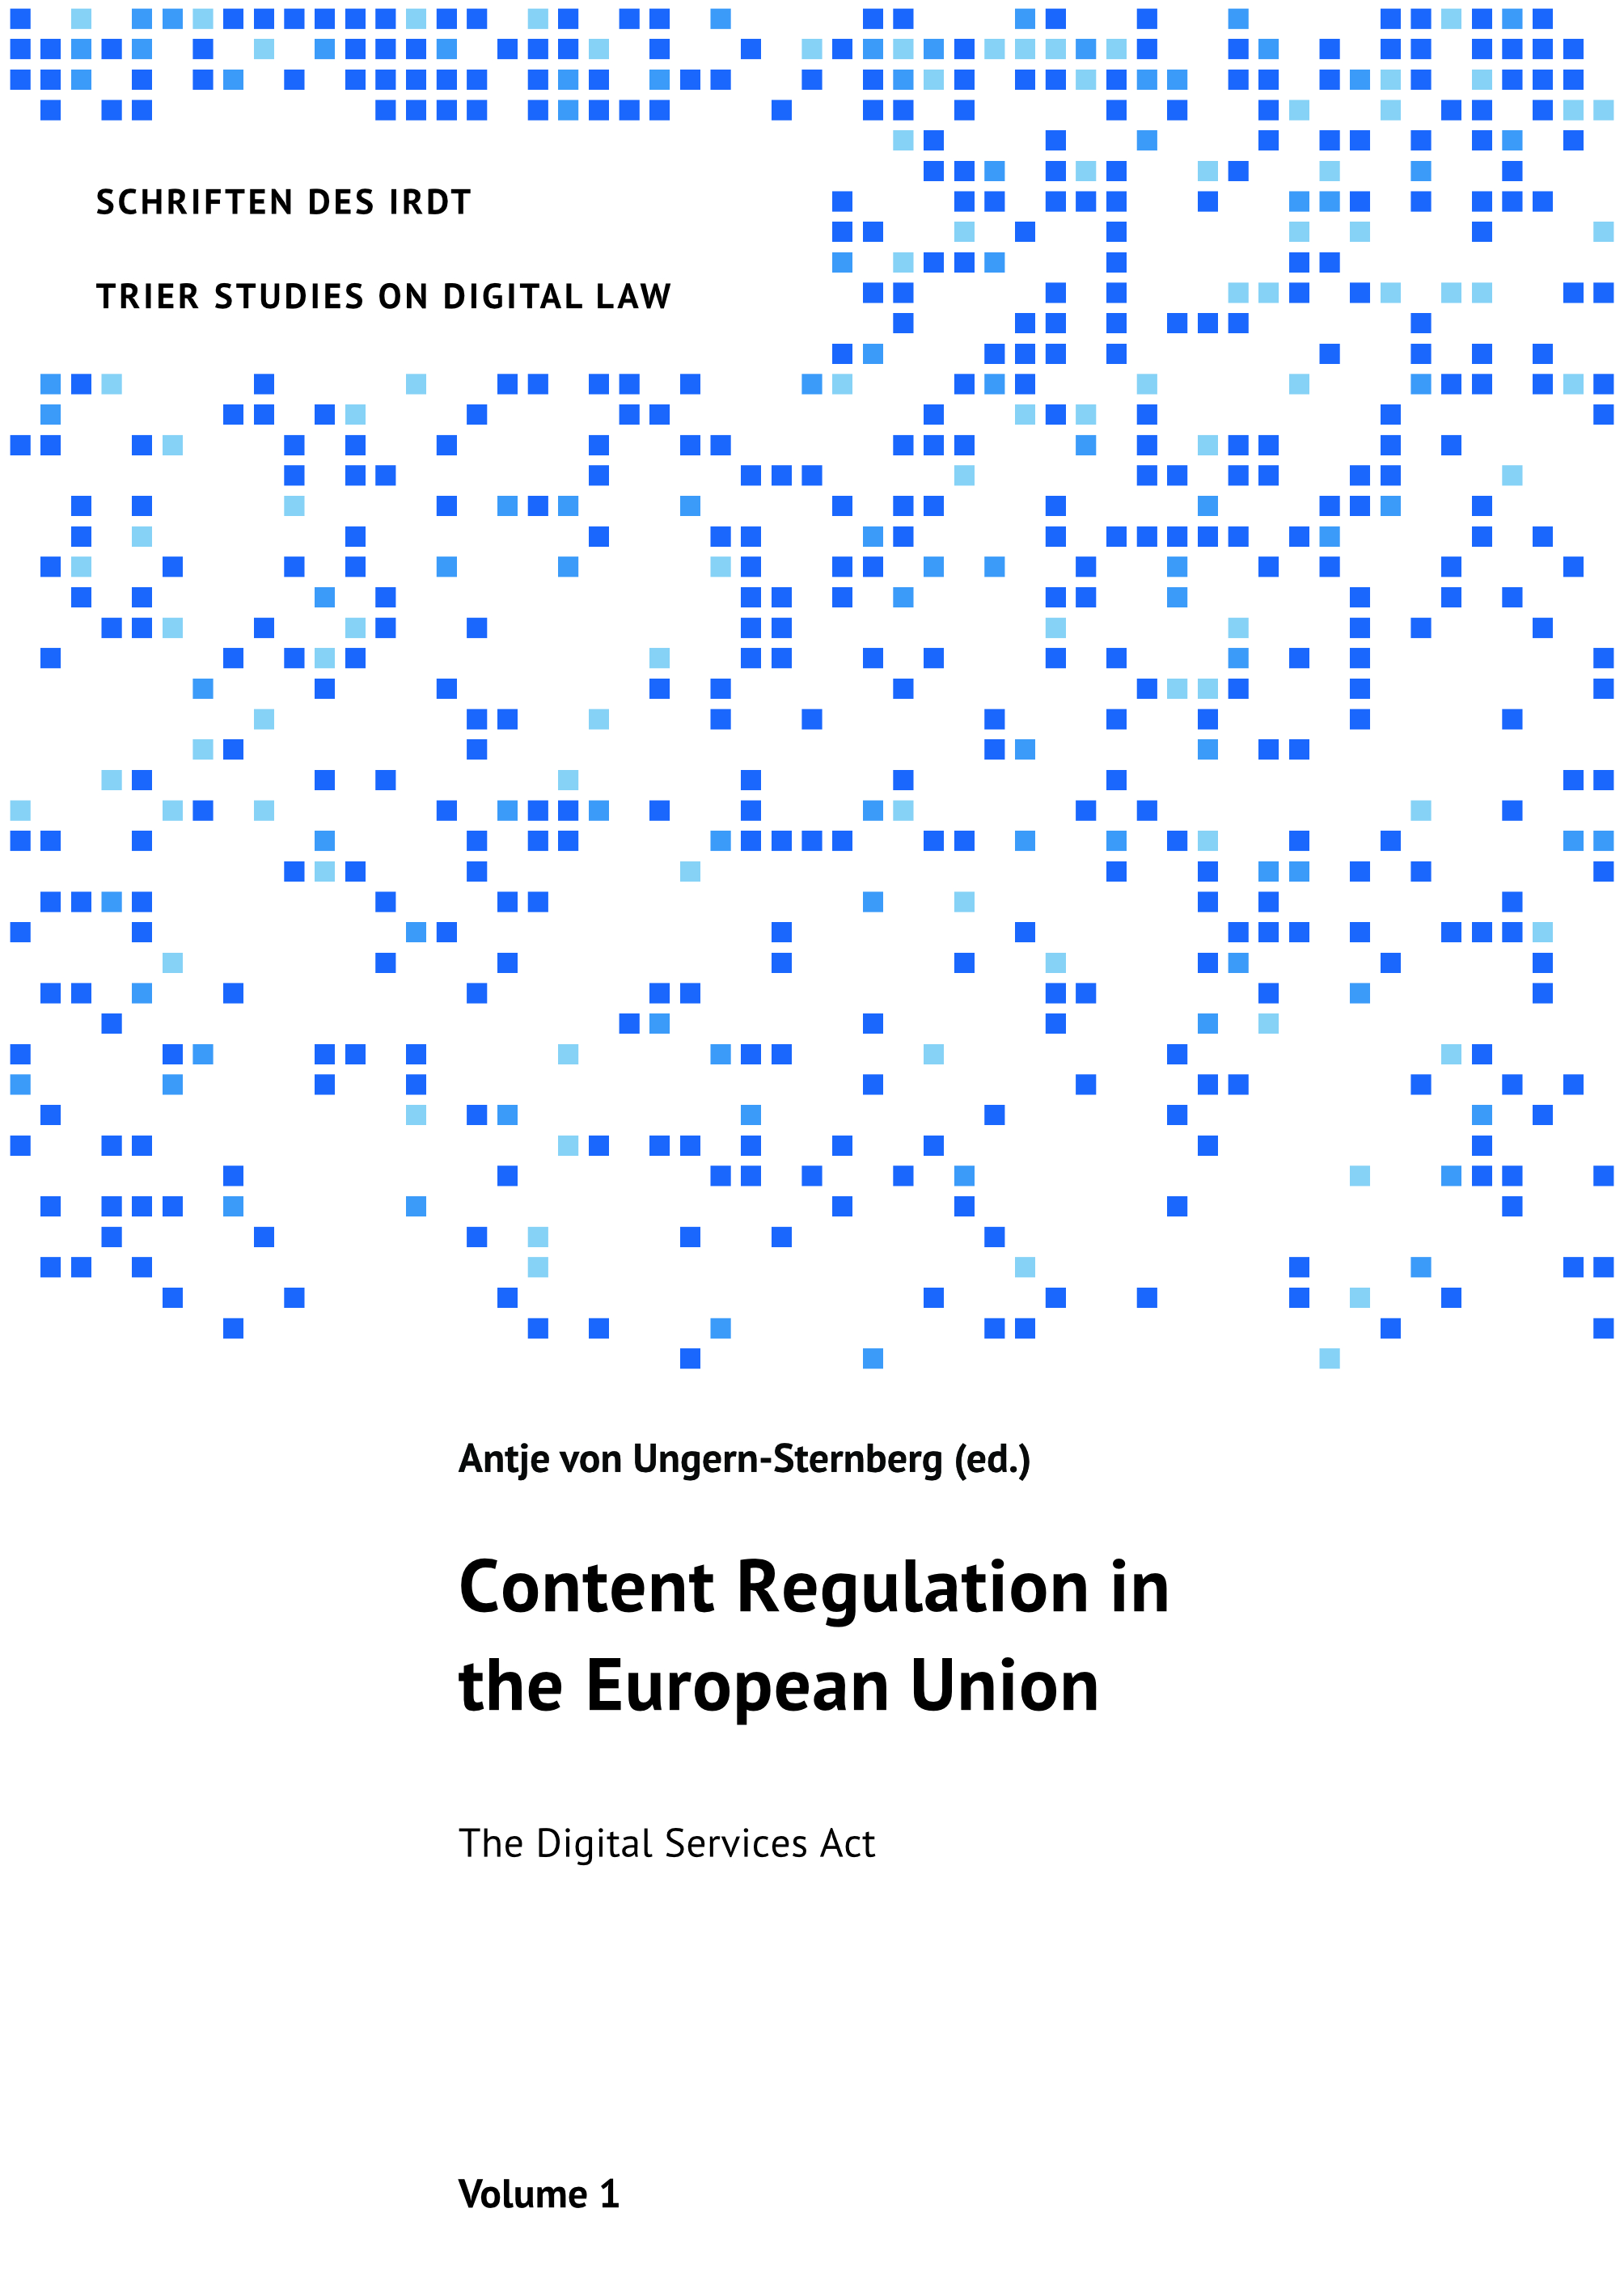 SCHRIFTEN DES IRDT
TRIER STUDIES ON DIGITAL LAW
Antje von Ungern-Sternberg (ed.)
Content Regulation in
the European Union
The Digital Services Act
Volume 1